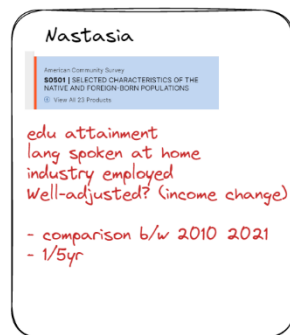 Nastasia
American Community Survey
S0501 | SELECTED CHARACTERISTICS OF THE
NATIVE AND FOREIGN-BORN POPULATIONS
View All 23 Products
edu attainment
lang spoken at home
industry employed
Well-adjusted? (income change)
- comparison b/w 2010 2021
- 1/5yr